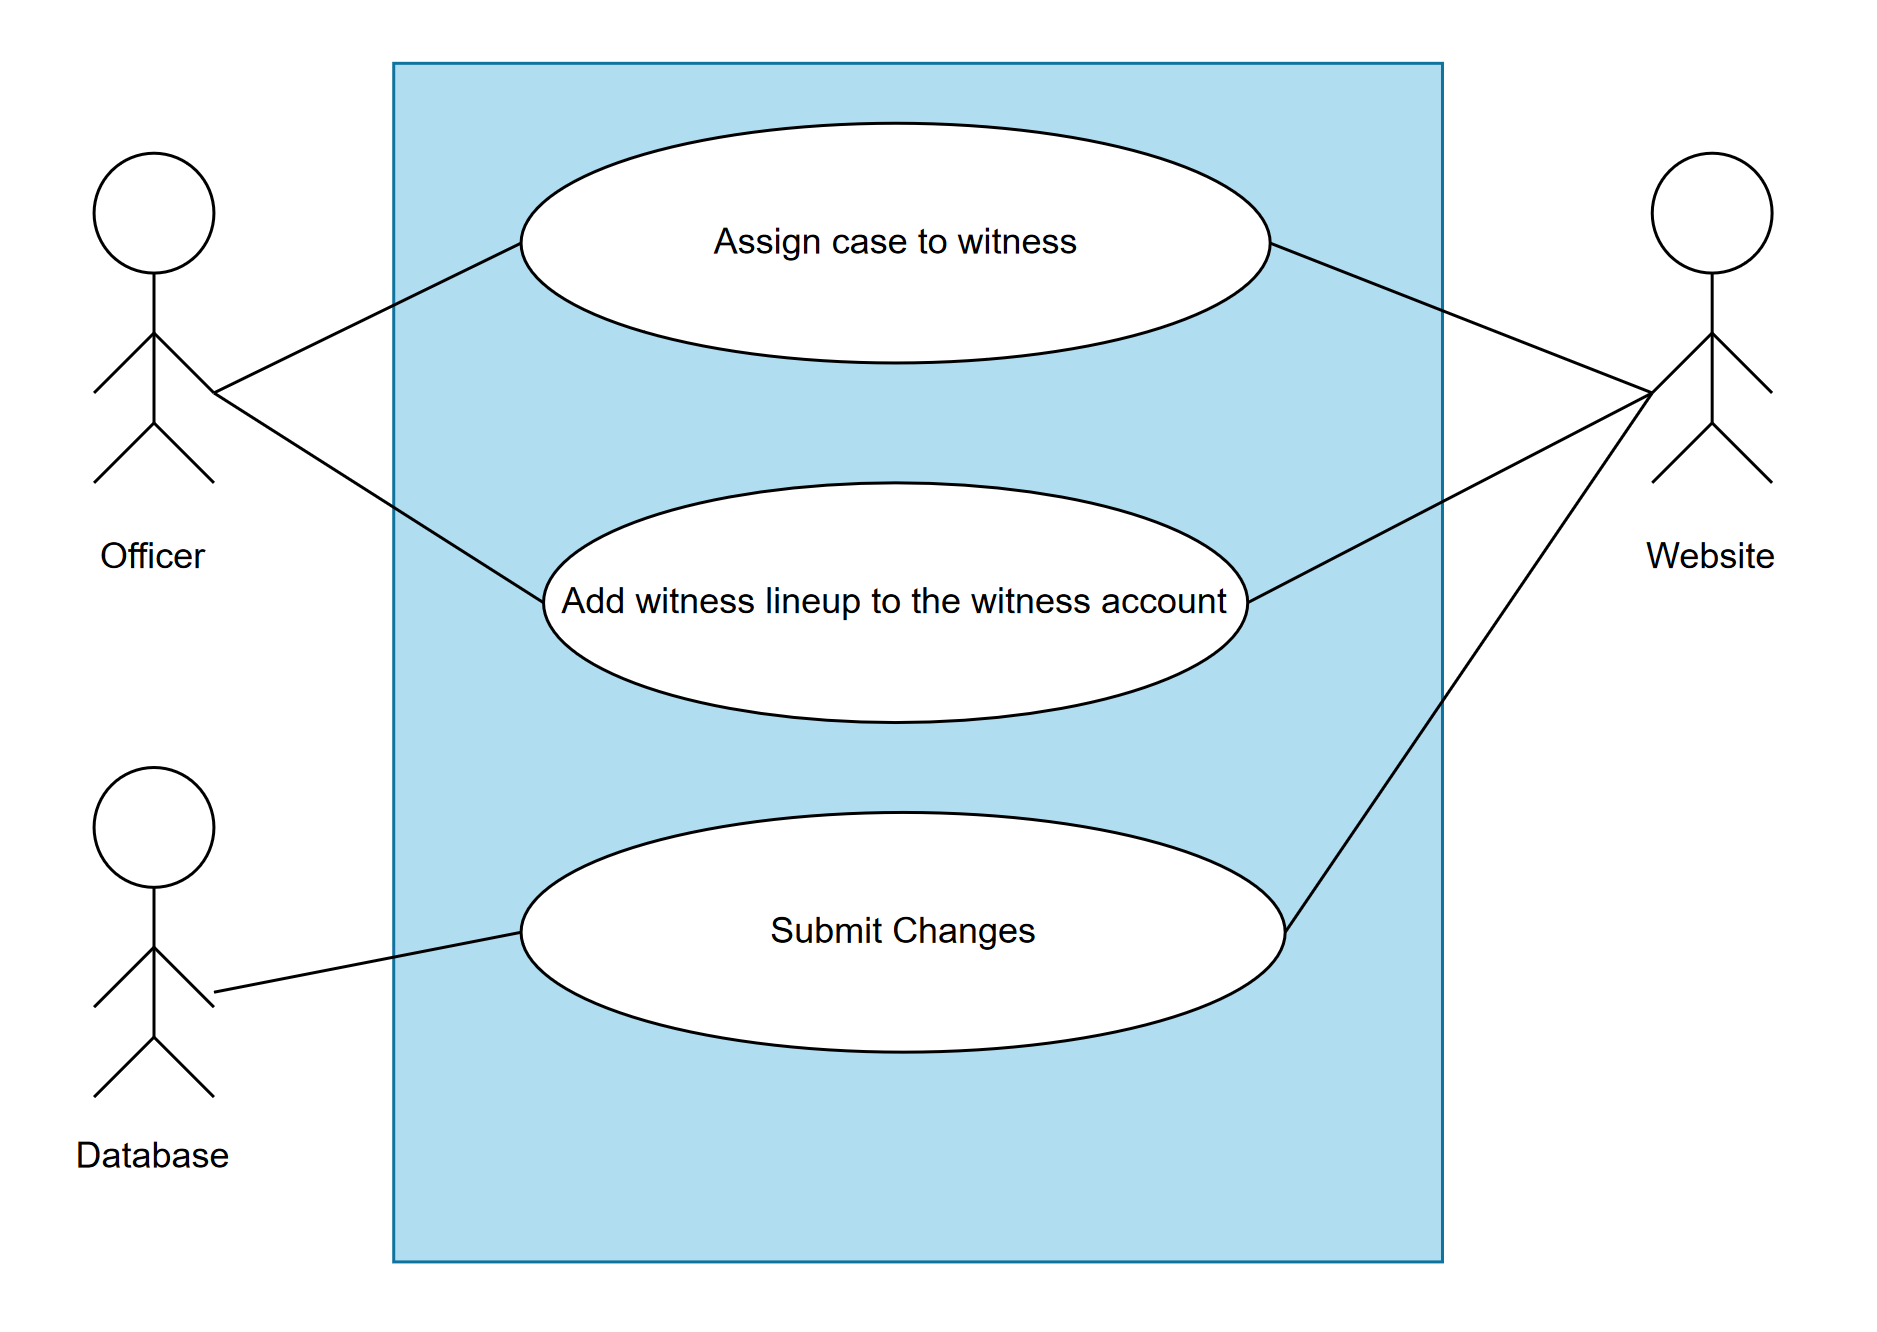 Assign case to witness
Officer
Website
Add witness lineup to the witness account
Submit Changes
Database